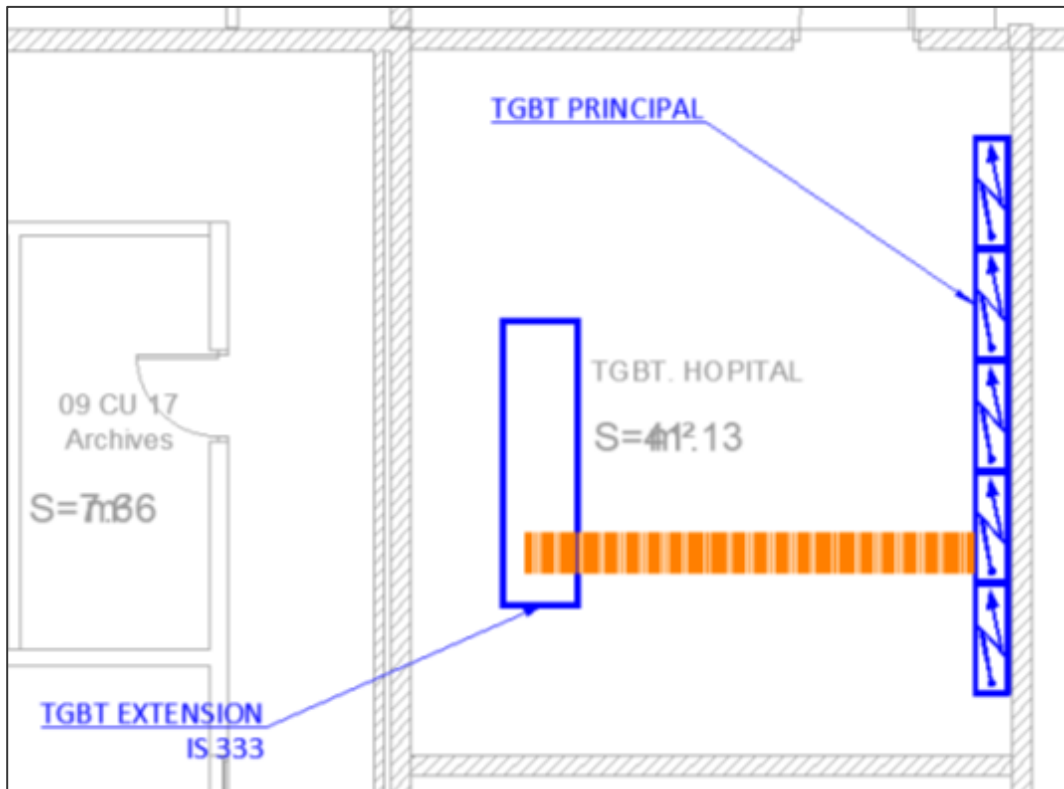 TGBT PRINCIPAL
TGBT. HOPITAL
09 CU 17
Archives
TGBT EXTENSION
IS 333